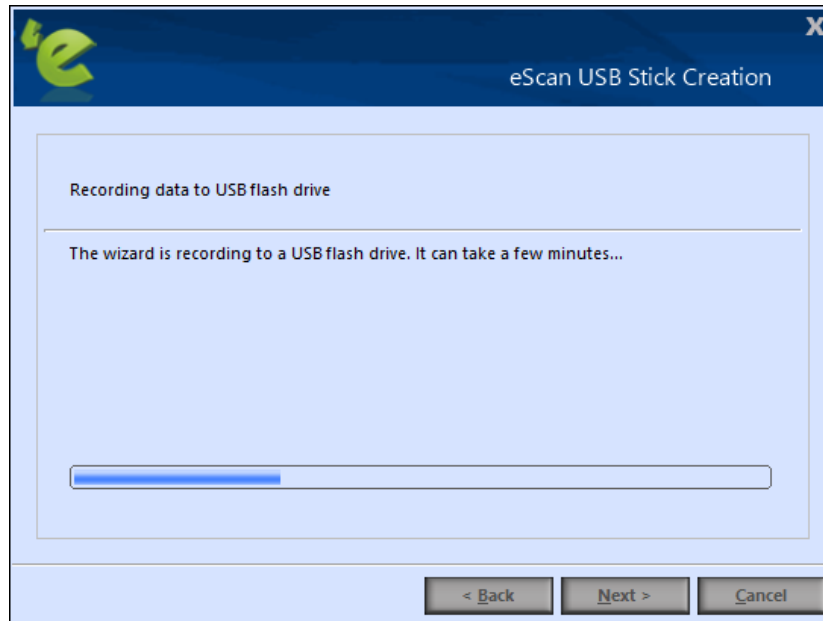 X
eScan USB Stick Creation
Recording data to USB flash drive
The wizard is recording to a USB flash drive. It can take a few minutes...
< Back Next > Cancel